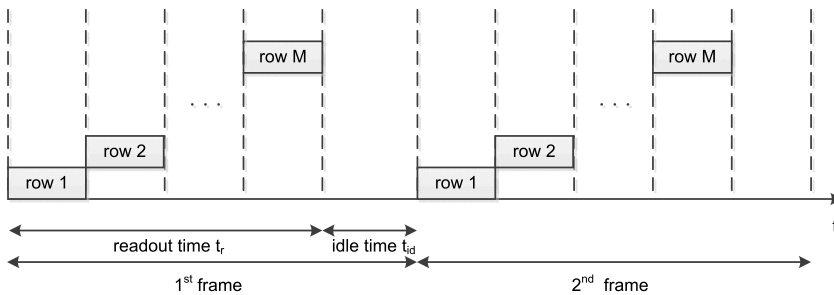 row M row M
. . . . . .
row 2 row 2
row 1 row 1
t
readout time tr idle time tid
1st frame 2nd frame